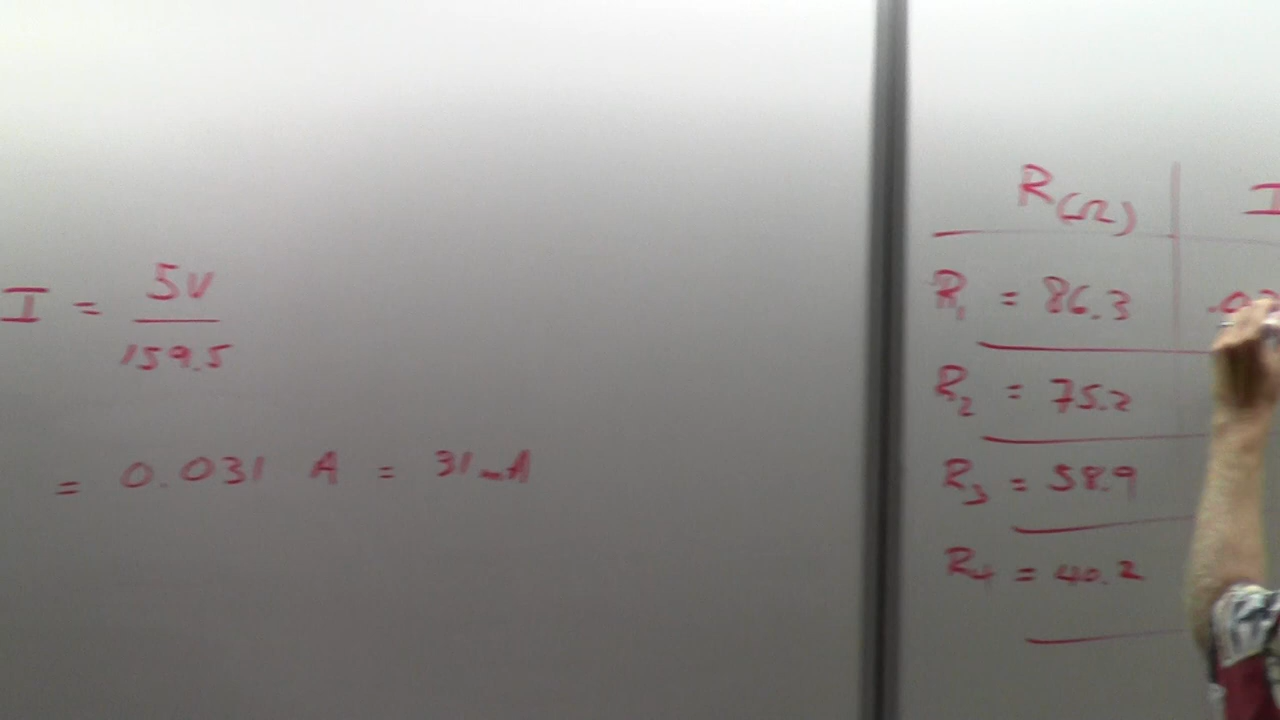 I = 5V / 159.5
= 0.031 A = 31mA
R(Ω) I
R1 = 86.3
R2 = 75.2
R3 = 58.9
R4 = 40.2